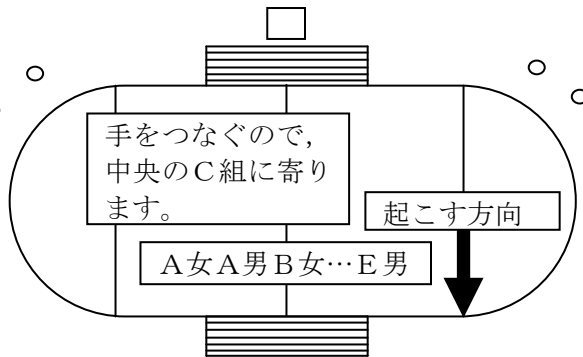 手をつなぐので，
中央のＣ組に寄り
ます。
起こす方向
Ａ女Ａ男Ｂ女…Ｅ男